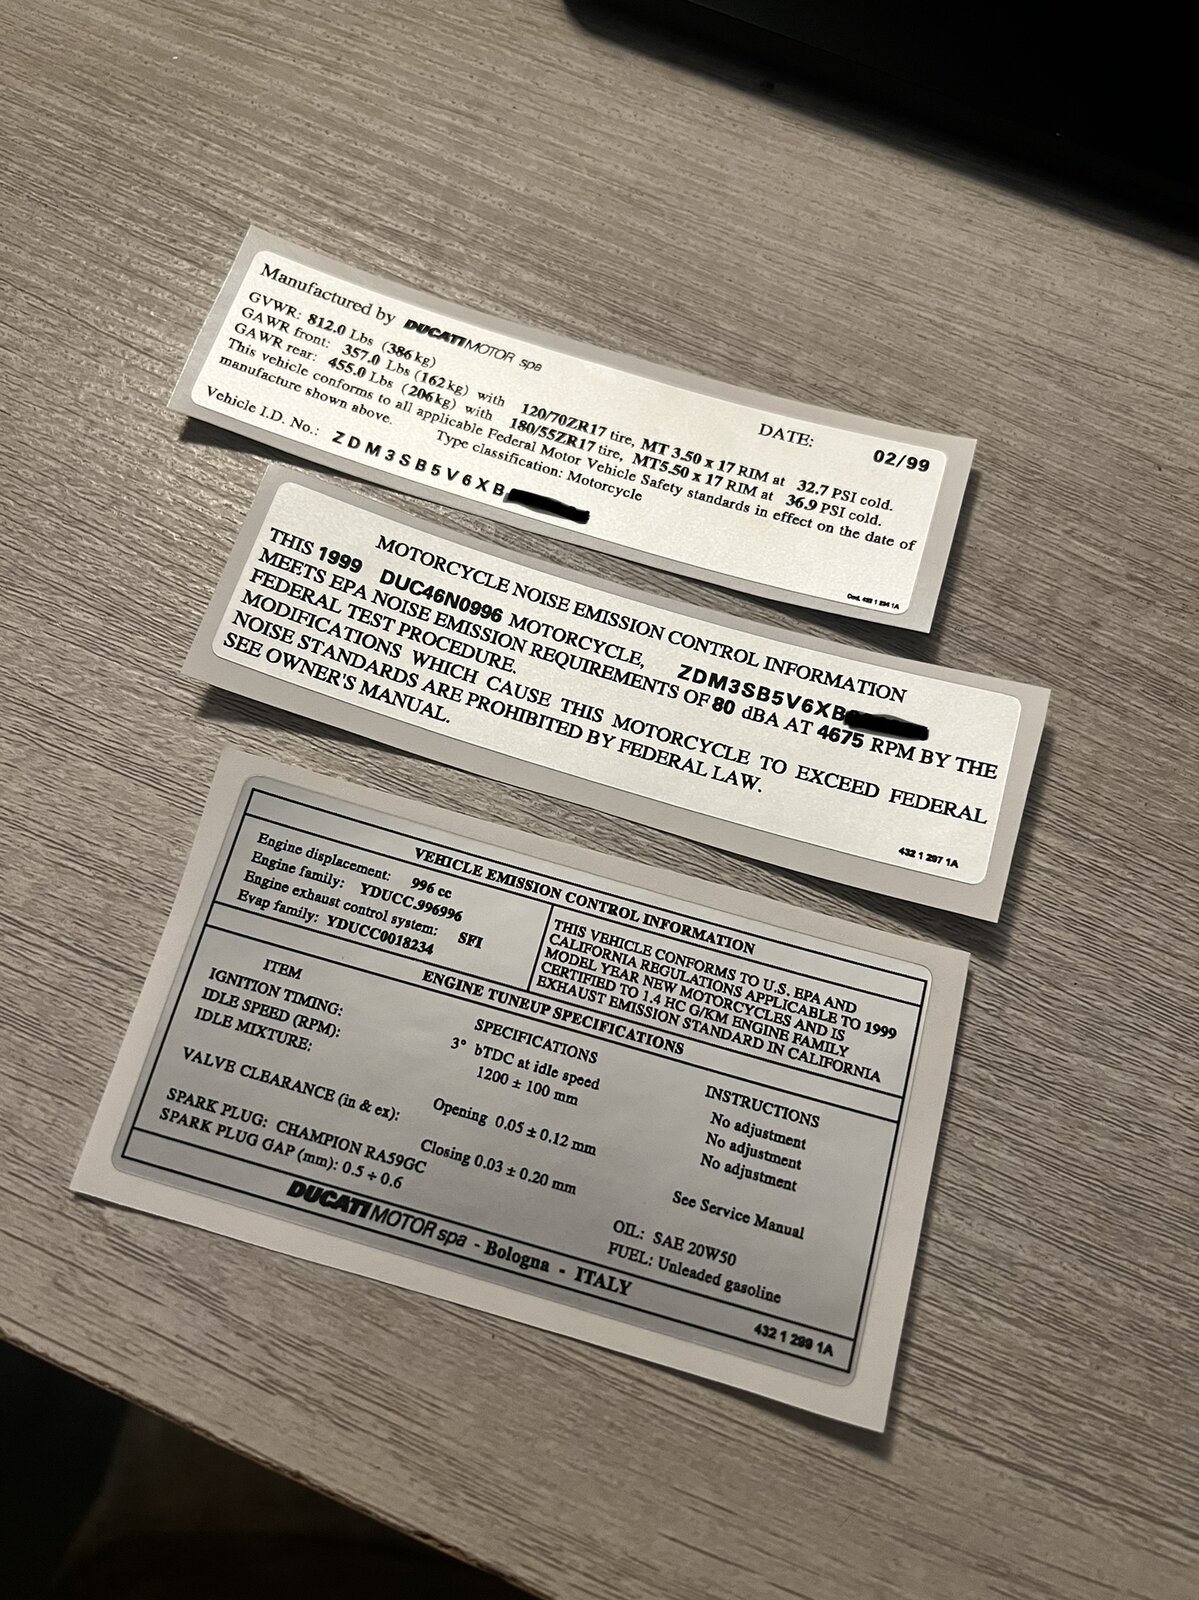 Manufactured by DUCATIMOTOR spa
DATE: 02/99
GVWR: 812.0 Lbs (386 kg)
GAWR front: 357.0 Lbs (162 kg) with 120/70ZR17 tire, MT 3.50 x 17 RIM at 32.7 PSI cold.
GAWR rear: 455.0 Lbs (206 kg) with 180/55ZR17 tire, MT5.50 x 17 RIM at 36.9 PSI cold.
This vehicle conforms to all applicable Federal Motor Vehicle Safety standards in effect on the date of
manufacture shown above. Type classification: Motorcycle
Vehicle I.D. No.: ZDM3SB5V6XB
MOTORCYCLE NOISE EMISSION CONTROL INFORMATION
THIS 1999 DUC46N0996 MOTORCYCLE, ZDM3SB5V6XB
MEETS EPA NOISE EMISSION REQUIREMENTS OF 80 dBA AT 4675 RPM BY THE
FEDERAL TEST PROCEDURE.
MODIFICATIONS WHICH CAUSE THIS MOTORCYCLE TO EXCEED FEDERAL
NOISE STANDARDS ARE PROHIBITED BY FEDERAL LAW.
SEE OWNER'S MANUAL.
432 1 297 1A
VEHICLE EMISSION CONTROL INFORMATION
Engine displacement: 996 cc
Engine family: YDUCC.996996
Engine exhaust control system: SFI
Evap family: YDUCC0018234
THIS VEHICLE CONFORMS TO U.S. EPA AND
CALIFORNIA REGULATIONS APPLICABLE TO 1999
MODEL YEAR NEW MOTORCYCLES AND IS
CERTIFIED TO 1.4 HC G/KM ENGINE FAMILY
EXHAUST EMISSION STANDARD IN CALIFORNIA
ENGINE TUNEUP SPECIFICATIONS
ITEM SPECIFICATIONS INSTRUCTIONS
IGNITION TIMING: 3° bTDC at idle speed No adjustment
IDLE SPEED (RPM): 1200 ± 100 mm No adjustment
IDLE MIXTURE: No adjustment
VALVE CLEARANCE (in & ex): Opening 0.05 ± 0.12 mm
Closing 0.03 ± 0.20 mm See Service Manual
SPARK PLUG: CHAMPION RA59GC OIL: SAE 20W50
SPARK PLUG GAP (mm): 0.5 ÷ 0.6 FUEL: Unleaded gasoline
DUCATIMOTOR spa - Bologna - ITALY
432 1 299 1A